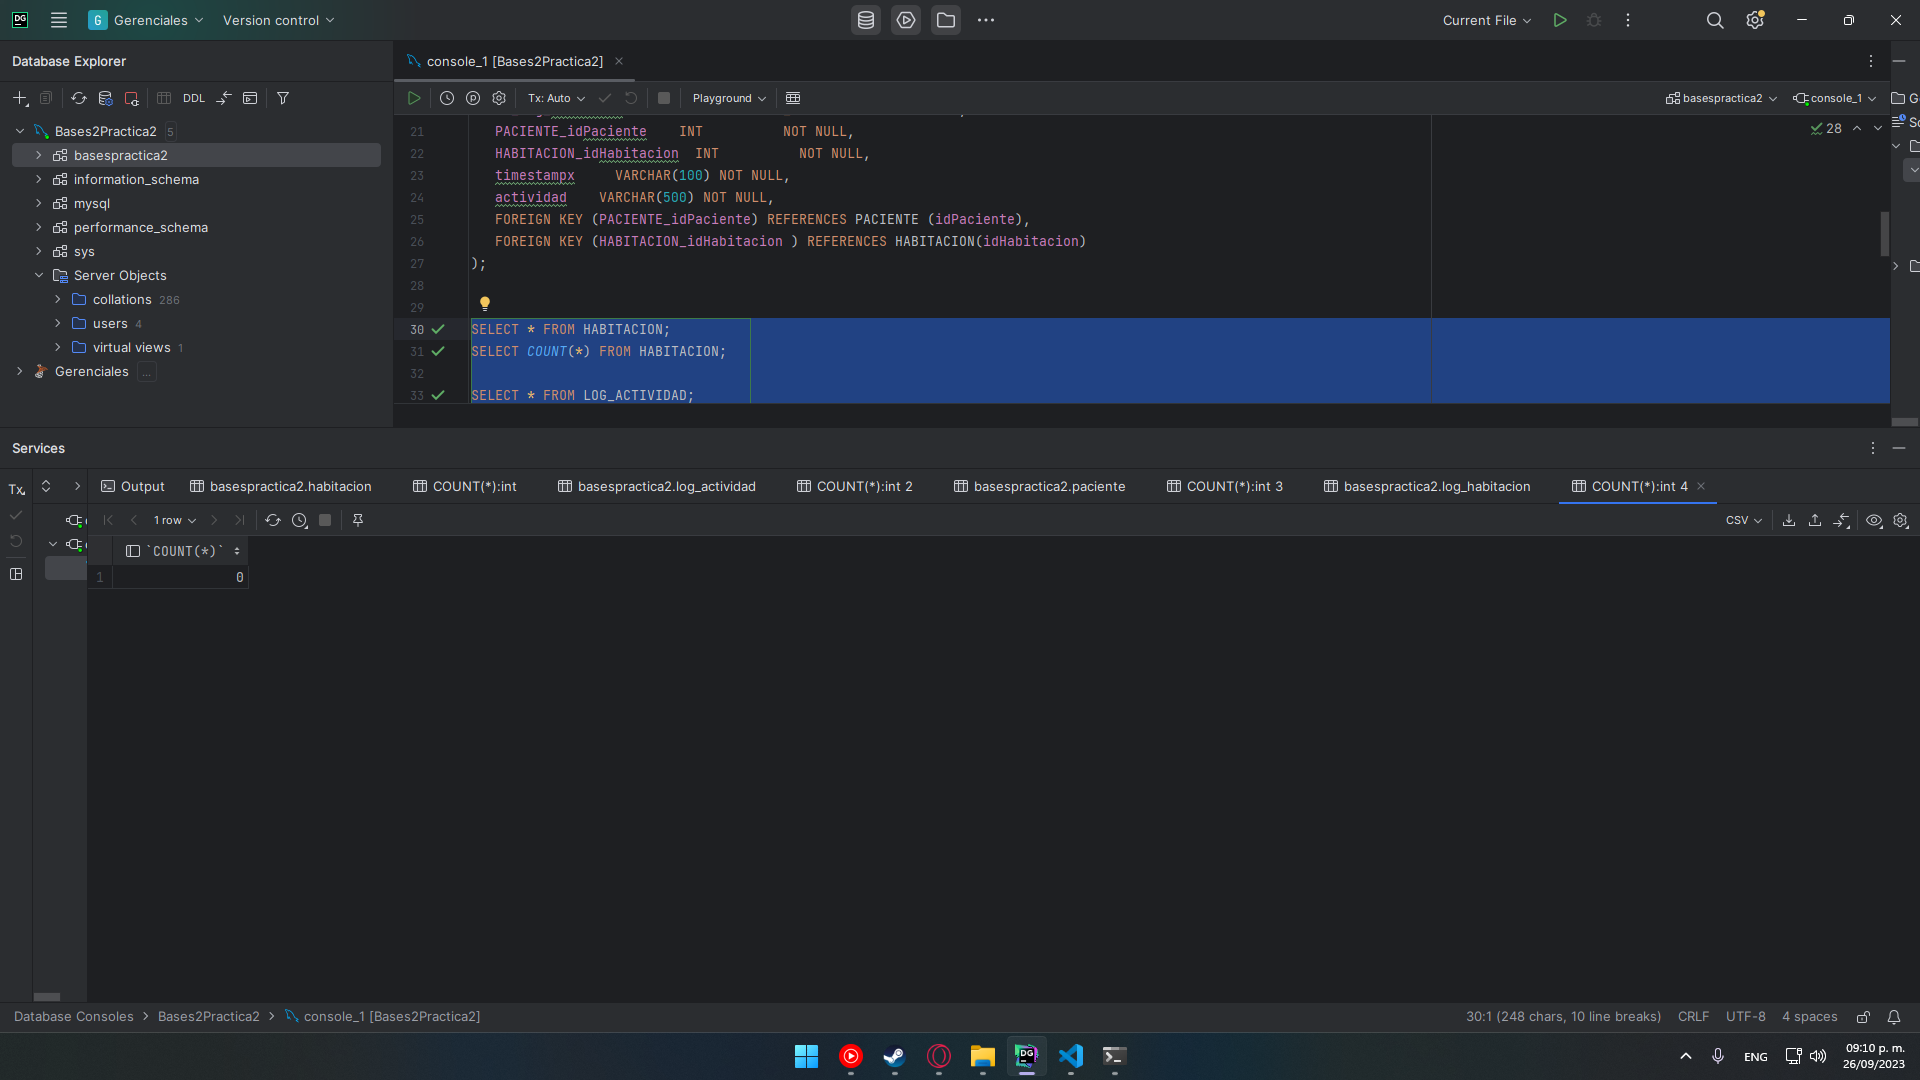 DG
G Gerenciales
Version control
Current File
Database Explorer
console_1 [Bases2Practica2]
DDL
Tx: Auto
Playground
basespractica2
console_1
G
Bases2Practica2 5
basespractica2
information_schema
mysql
performance_schema
sys
Server Objects
collations 286
users 4
virtual views 1
Gerenciales ...
28
Sc
21 PACIENTE_idPaciente INT NOT NULL,
22 HABITACION_idHabitacion INT NOT NULL,
23 timestampx VARCHAR(100) NOT NULL,
24 actividad VARCHAR(500) NOT NULL,
25 FOREIGN KEY (PACIENTE_idPaciente) REFERENCES PACIENTE (idPaciente),
26 FOREIGN KEY (HABITACION_idHabitacion ) REFERENCES HABITACION(idHabitacion)
27 );
28
29
30 SELECT * FROM HABITACION;
31 SELECT COUNT(*) FROM HABITACION;
32
33 SELECT * FROM LOG_ACTIVIDAD;
Services
Tx
Output
basespractica2.habitacion
COUNT(*):int
basespractica2.log_actividad
COUNT(*):int 2
basespractica2.paciente
COUNT(*):int 3
basespractica2.log_habitacion
COUNT(*):int 4
1 row
CSV
`COUNT(*)`
1 0
Database Consoles > Bases2Practica2 > console_1 [Bases2Practica2]
30:1 (248 chars, 10 line breaks)
CRLF
UTF-8
4 spaces
DG
ENG
09:10 p. m.
26/09/2023